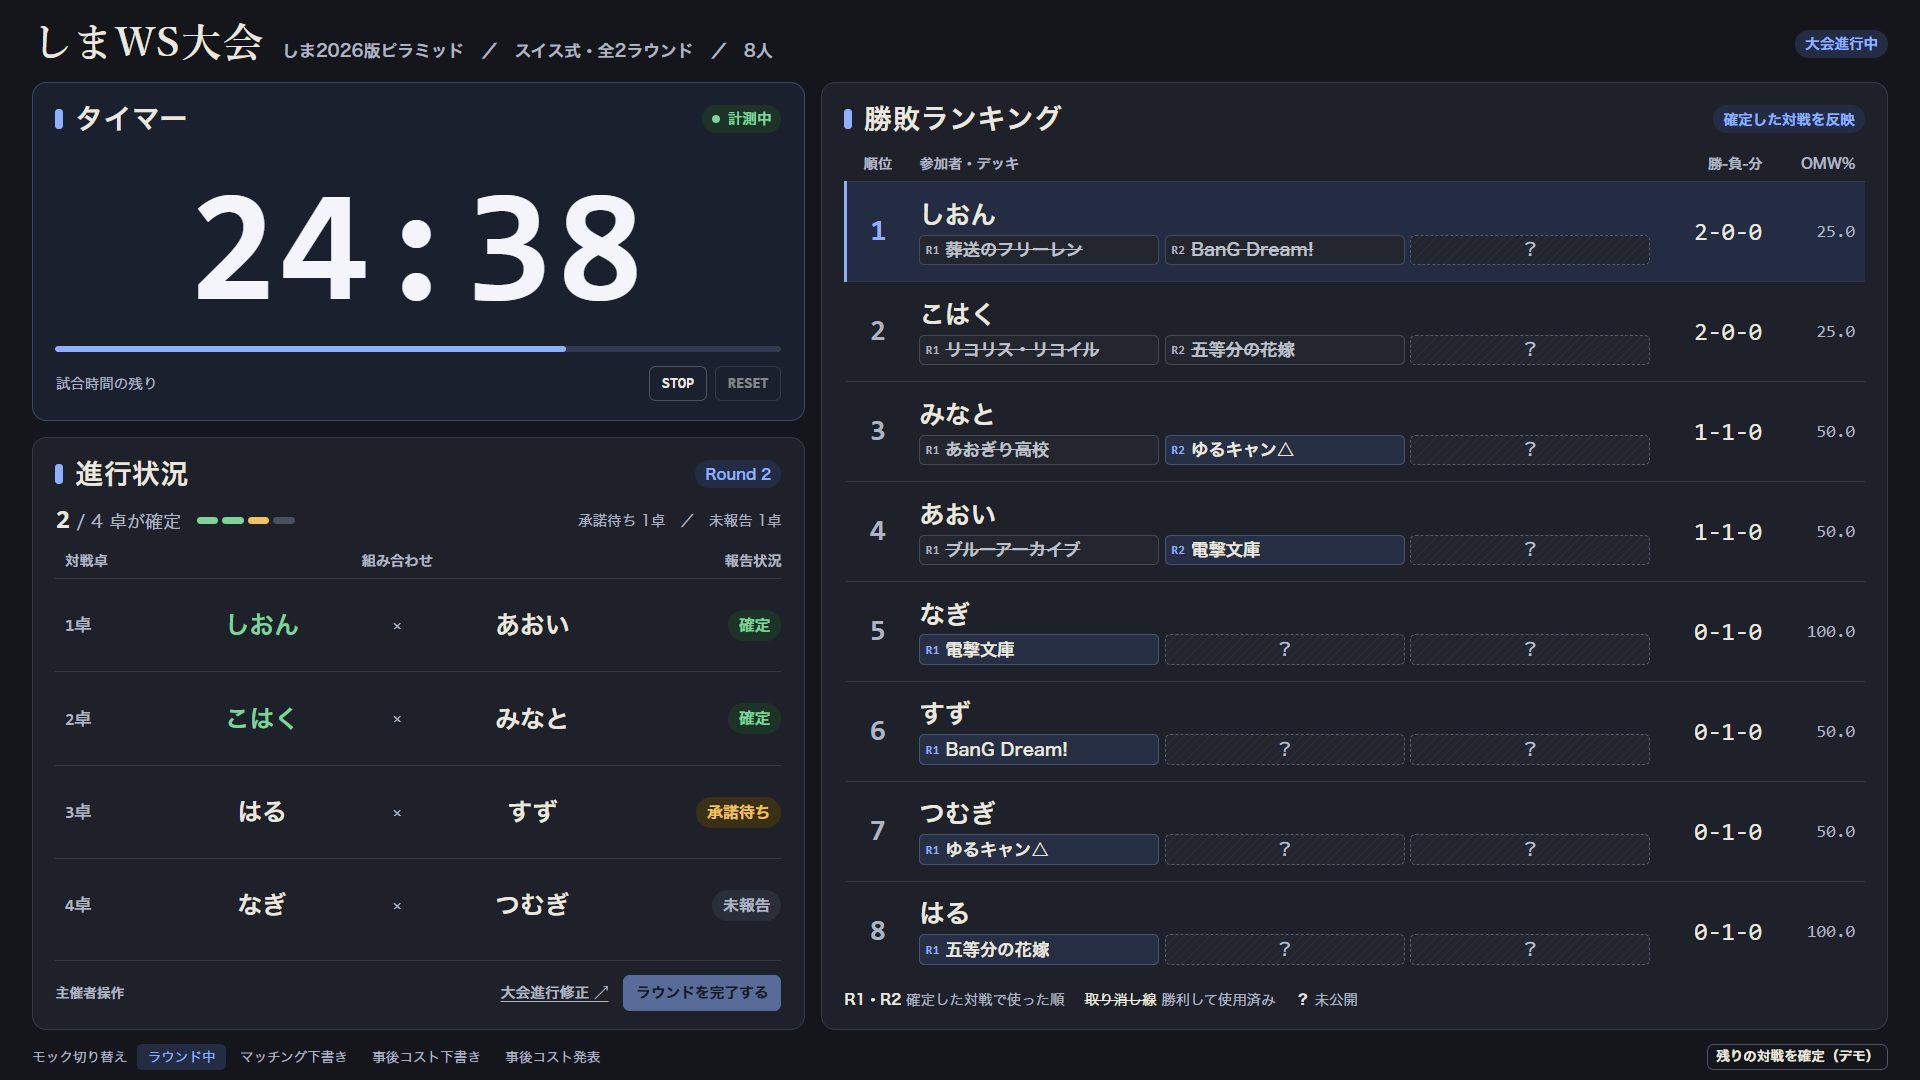 しまWS大会 しま2026版ピラミッド ／ スイス式・全2ラウンド ／ 8人 大会進行中
タイマー 計測中
24:38
試合時間の残り STOP RESET
進行状況 Round 2
2 / 4 卓が確定 承諾待ち 1卓 ／ 未報告 1卓
対戦卓 組み合わせ 報告状況
1卓 しおん × あおい 確定
2卓 こはく × みなと 確定
3卓 はる × すず 承諾待ち
4卓 なぎ × つむぎ 未報告
主催者操作 大会進行修正 ↗ ラウンドを完了する
勝敗ランキング 確定した対戦を反映
順位 参加者・デッキ 勝-負-分 OMW%
1 しおん 2-0-0 25.0
R1 葬送のフリーレン R2 BanG Dream! ?
2 こはく 2-0-0 25.0
R1 リコリス・リコイル R2 五等分の花嫁 ?
3 みなと 1-1-0 50.0
R1 あおぎり高校 R2 ゆるキャン△ ?
4 あおい 1-1-0 50.0
R1 ブルーアーカイブ R2 電撃文庫 ?
5 なぎ 0-1-0 100.0
R1 電撃文庫 ? ?
6 すず 0-1-0 50.0
R1 BanG Dream! ? ?
7 つむぎ 0-1-0 50.0
R1 ゆるキャン△ ? ?
8 はる 0-1-0 100.0
R1 五等分の花嫁 ? ?
R1・R2 確定した対戦で使った順 取り消し線 勝利して使用済み ? 未公開
モック切り替え ラウンド中 マッチング下書き 事後コスト下書き 事後コスト発表 残りの対戦を確定（デモ）